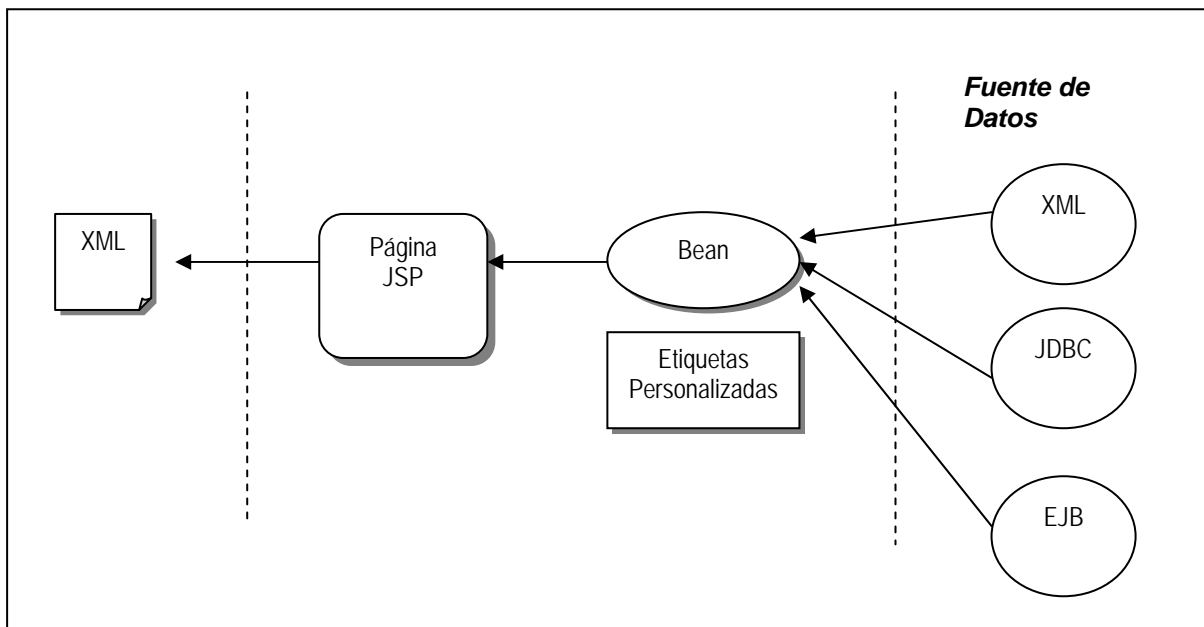 Fuente de
Datos
XML
Página
JSP
Bean
XML
Etiquetas
Personalizadas
JDBC
EJB